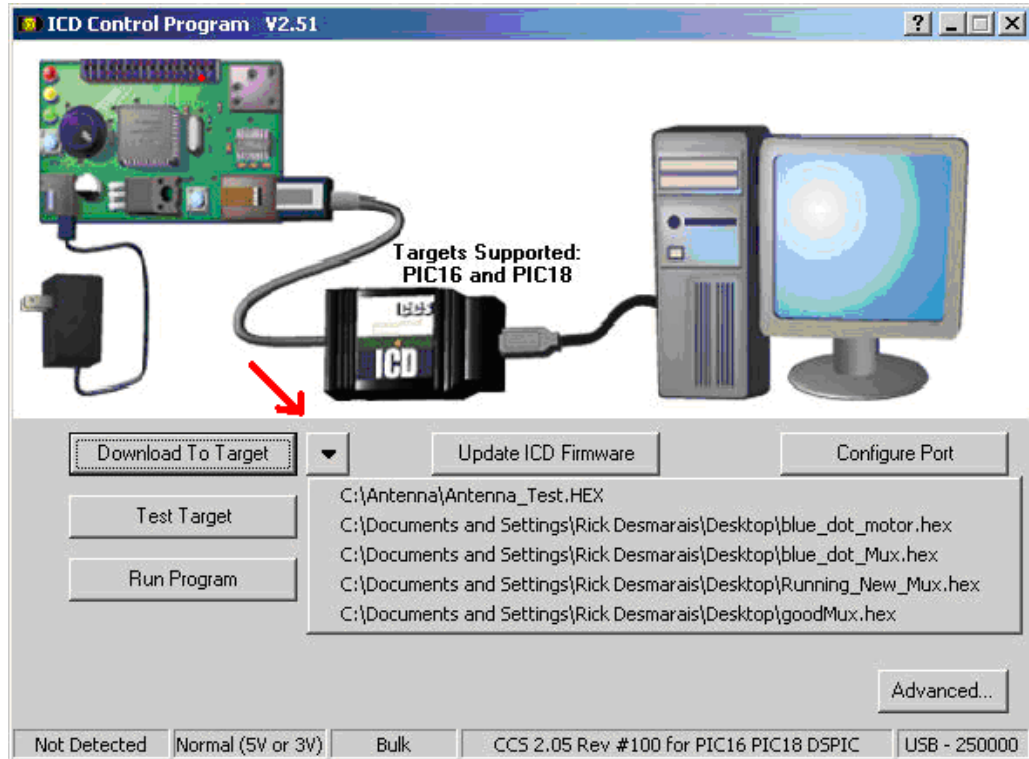 ICD Control Program V2.51
Targets Supported:
PIC16 and PIC18
CCS
ICD
Download To Target
Update ICD Firmware
Configure Port
Test Target
Run Program
C:\Antenna\Antenna_Test.HEX
C:\Documents and Settings\Rick Desmarais\Desktop\blue_dot_motor.hex
C:\Documents and Settings\Rick Desmarais\Desktop\blue_dot_Mux.hex
C:\Documents and Settings\Rick Desmarais\Desktop\Running_New_Mux.hex
C:\Documents and Settings\Rick Desmarais\Desktop\goodMux.hex
Advanced...
Not Detected Normal (5V or 3V) Bulk CCS 2.05 Rev #100 for PIC16 PIC18 DSPIC USB - 250000